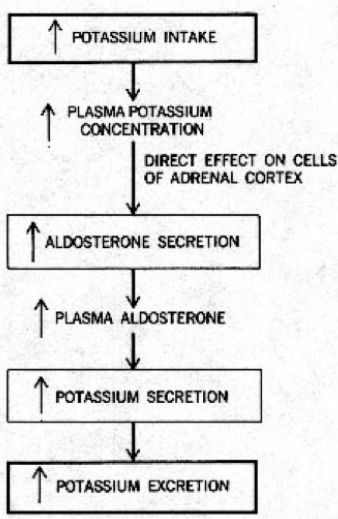 ↑ POTASSIUM INTAKE
↑ PLASMA POTASSIUM
CONCENTRATION
DIRECT EFFECT ON CELLS
OF ADRENAL CORTEX
↑ ALDOSTERONE SECRETION
↑ PLASMA ALDOSTERONE
↑ POTASSIUM SECRETION
↑ POTASSIUM EXCRETION